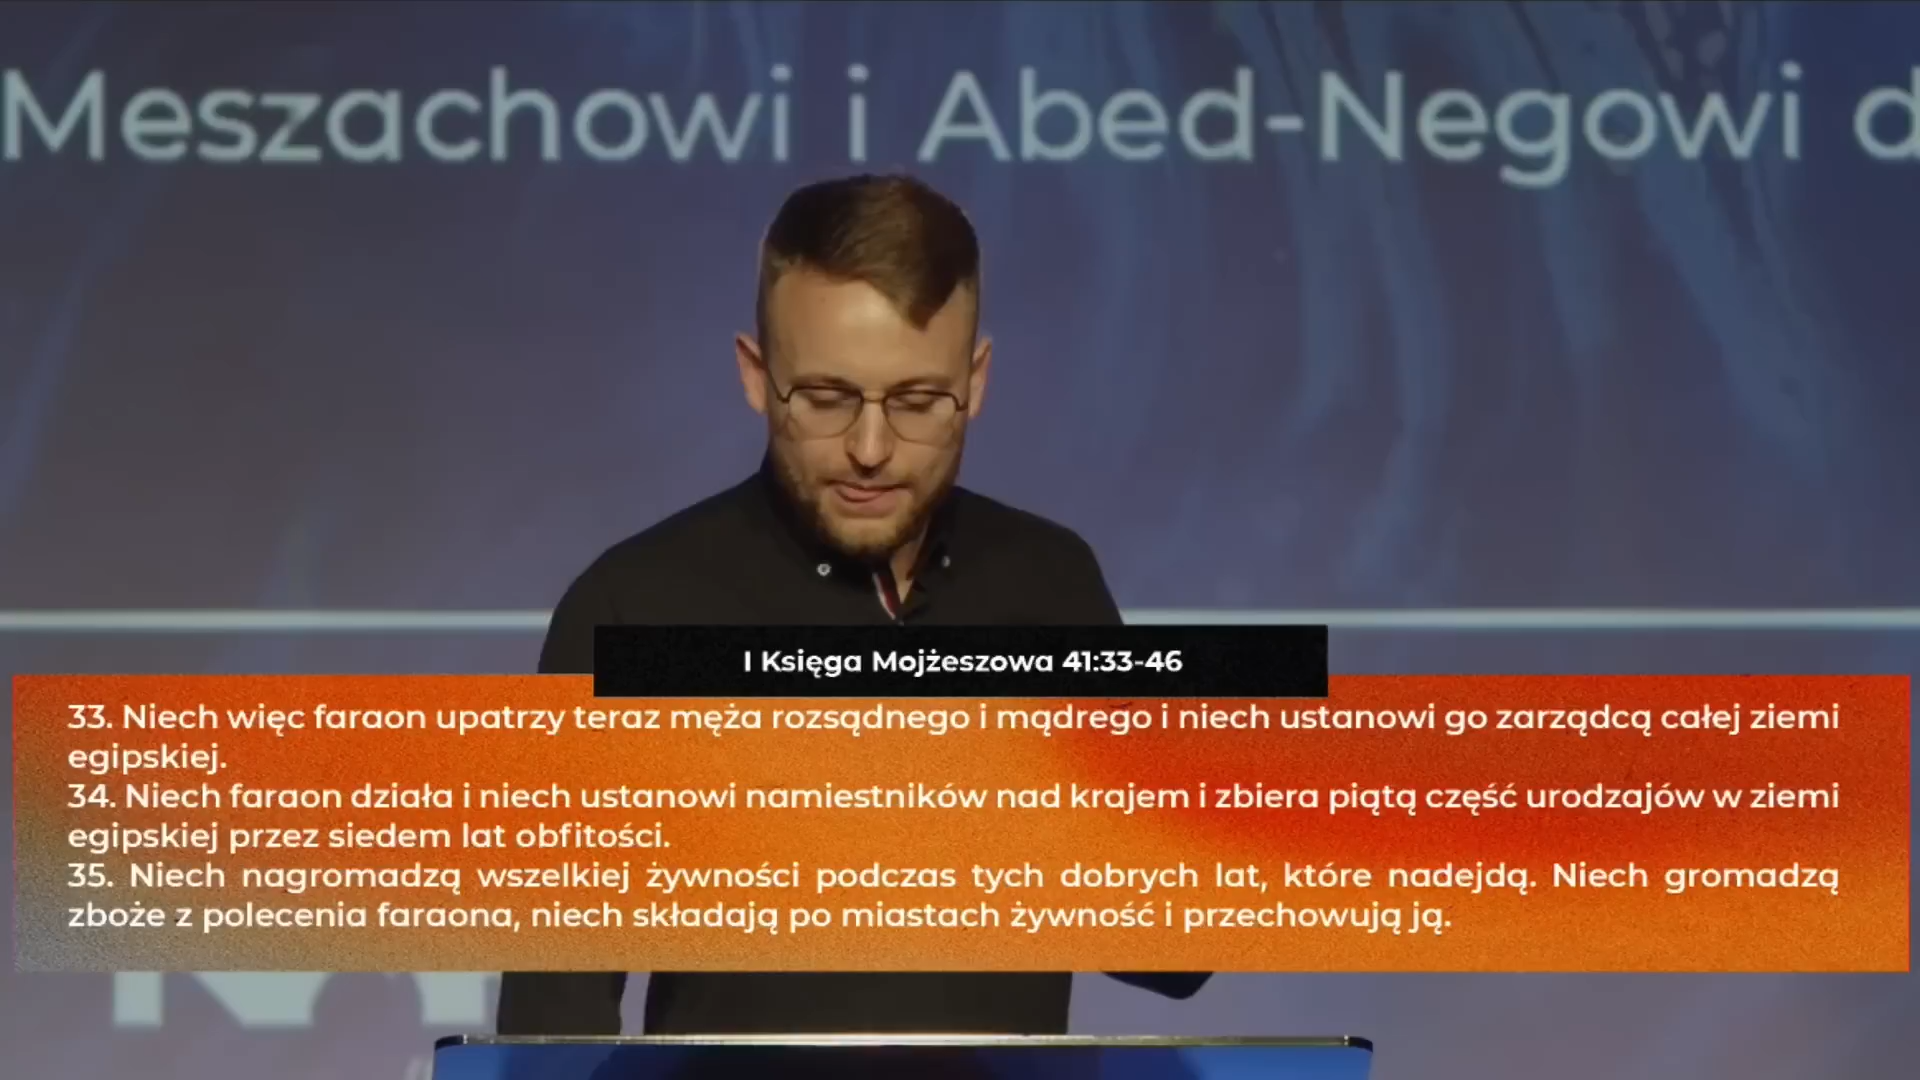 Meszachowi i Abed-Negowi d
I Księga Mojżeszowa 41:33-46
33. Niech więc faraon upatrzy teraz męża rozsądnego i mądrego i niech ustanowi go zarządcą całej ziemi
egipskiej.
34. Niech faraon działa i niech ustanowi namiestników nad krajem i zbiera piątą część urodzajów w ziemi
egipskiej przez siedem lat obfitości.
35. Niech nagromadzą wszelkiej żywności podczas tych dobrych lat, które nadejdą. Niech gromadzą
zboże z polecenia faraona, niech składają po miastach żywność i przechowują ją.